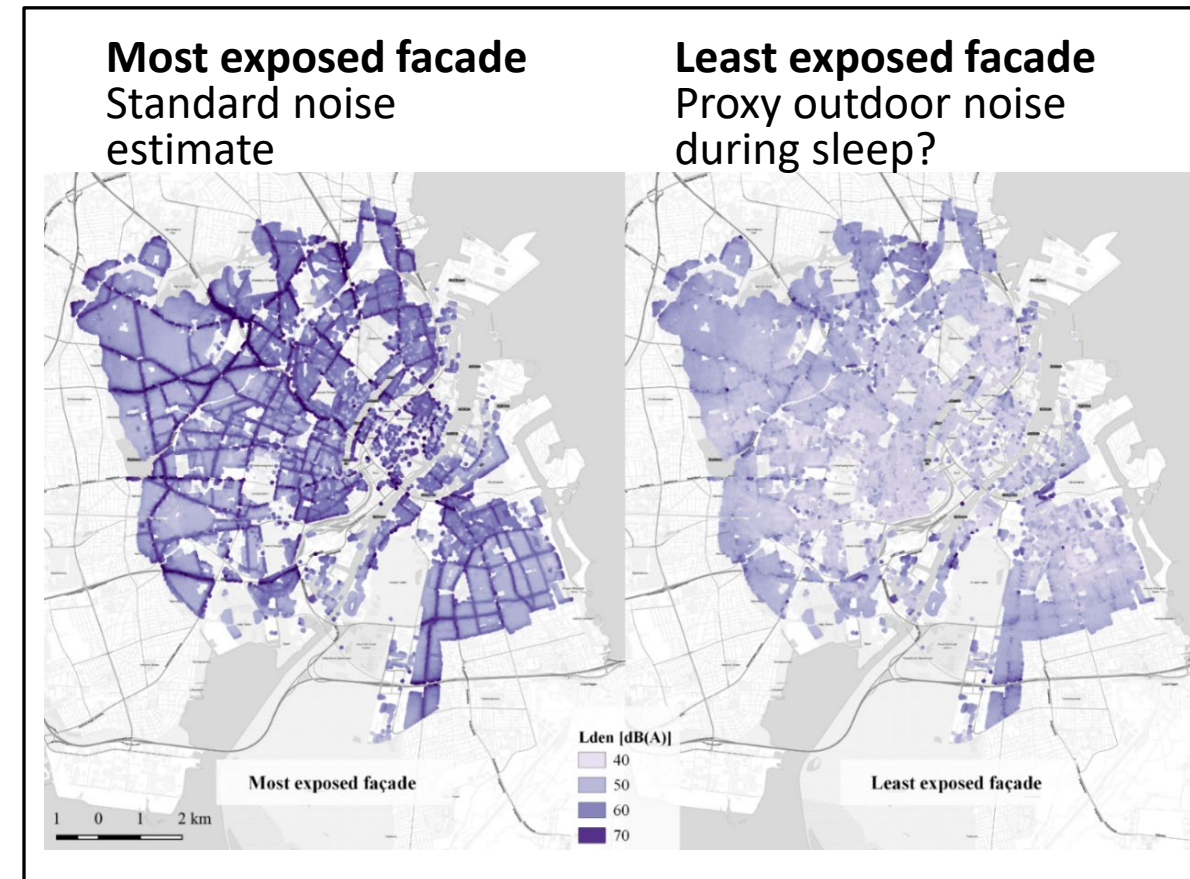 Most exposed facade
Standard noise
estimate
Least exposed facade
Proxy outdoor noise
during sleep?
Lden [dB(A)]
40
50
60
70
Most exposed façade
Least exposed façade
1 0 1 2 km